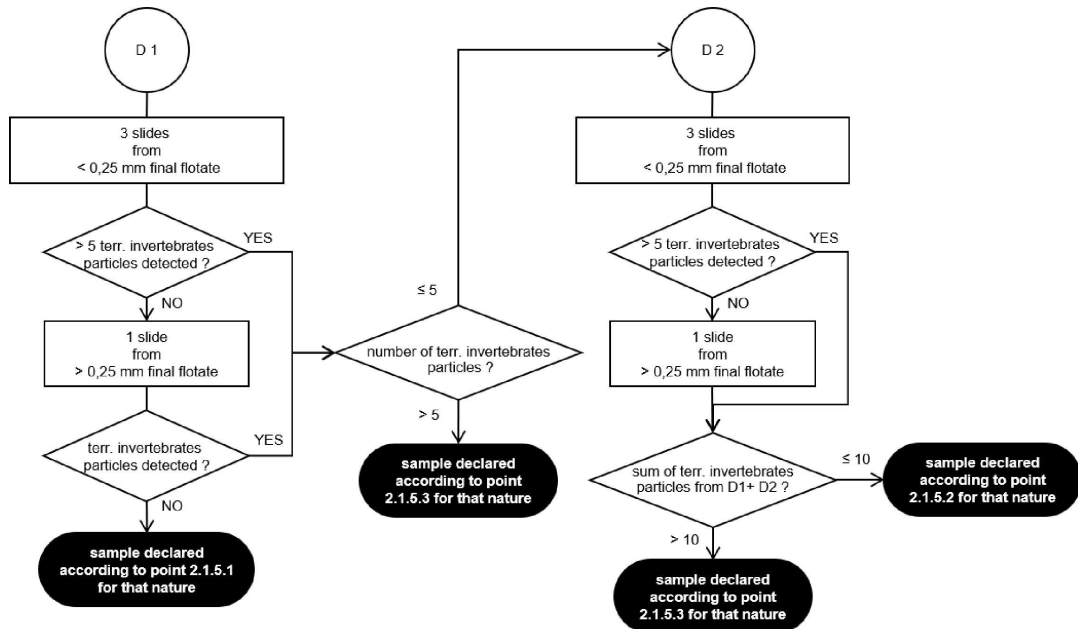 D 1
3 slides
from
< 0,25 mm final flotate
> 5 terr. invertebrates
particles detected ?
YES
NO
1 slide
from
> 0,25 mm final flotate
terr. invertebrates
particles detected ?
YES
NO
sample declared
according to point 2.1.5.1
for that nature
≤ 5
number of terr. invertebrates
particles ?
> 5
sample declared
according to point
2.1.5.3 for that nature
D 2
3 slides
from
< 0,25 mm final flotate
> 5 terr. invertebrates
particles detected ?
YES
NO
1 slide
from
> 0,25 mm final flotate
sum of terr. invertebrates
particles from D1+ D2 ?
≤ 10
sample declared
according to point
2.1.5.2 for that nature
> 10
sample declared
according to point
2.1.5.3 for that nature